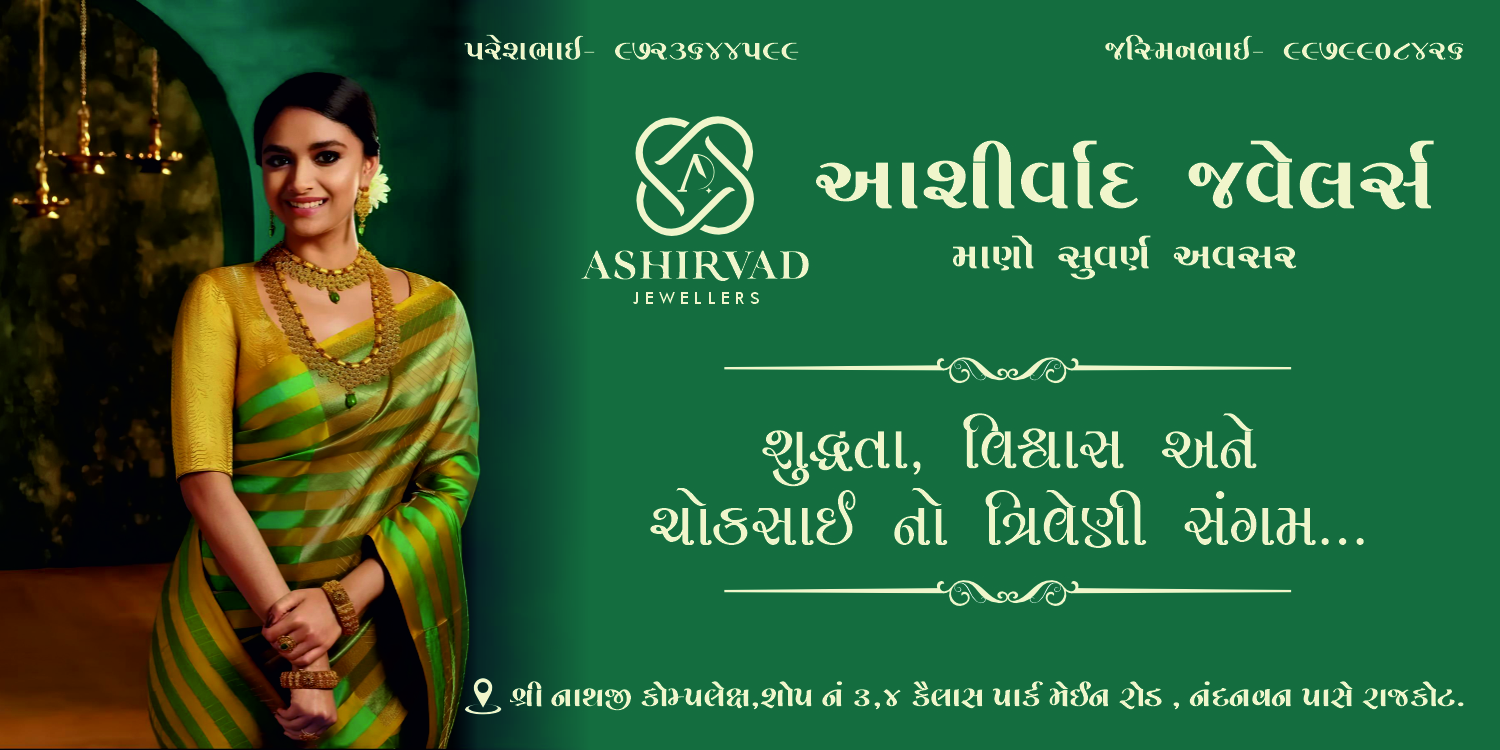 પરેશભાઇ- ૯૭૨૩૬૪૪૫૯૯
જસ્મિનભાઇ- ૯૯૭૯૯૦૮૪૨૬
આશીર્વાદ જવેલર્સ
ASHIRVAD
JEWELLERS
માણો સુવર્ણ અવસર
શુદ્ધતા, વિશ્વાસ અને
ચોકસાઈ નો ત્રિવેણી સંગમ...
શ્રી નાથજી કોમ્પલેક્ષ,શોપ નં ૩,૪ કૈલાસ પાર્ક મેઈન રોડ , નંદનવન પાસે રાજકોટ.